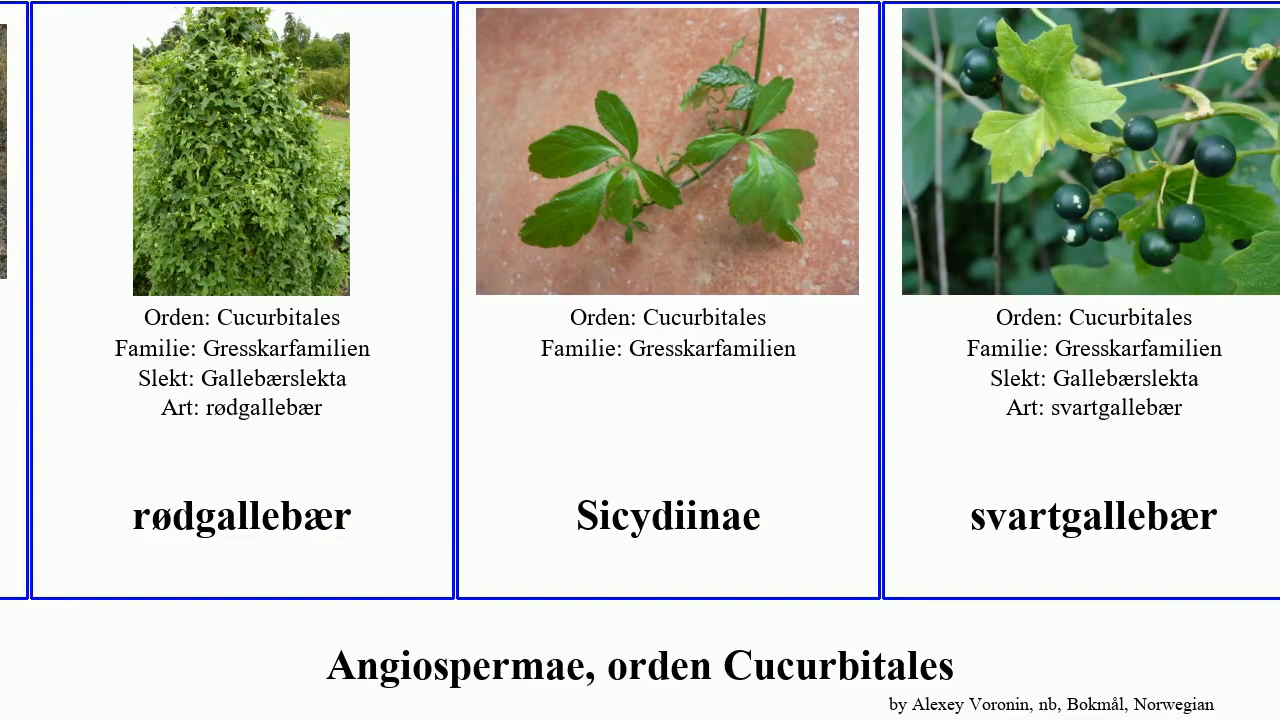 Orden: Cucurbitales
Familie: Gresskarfamilien
Slekt: Gallebærslekta
Art: rødgallebær
rødgallebær
Orden: Cucurbitales
Familie: Gresskarfamilien
Sicydiinae
Orden: Cucurbitales
Familie: Gresskarfamilien
Slekt: Gallebærslekta
Art: svartgallebær
svartgallebær
Angiospermae, orden Cucurbitales
by Alexey Voronin, nb, Bokmål, Norwegian